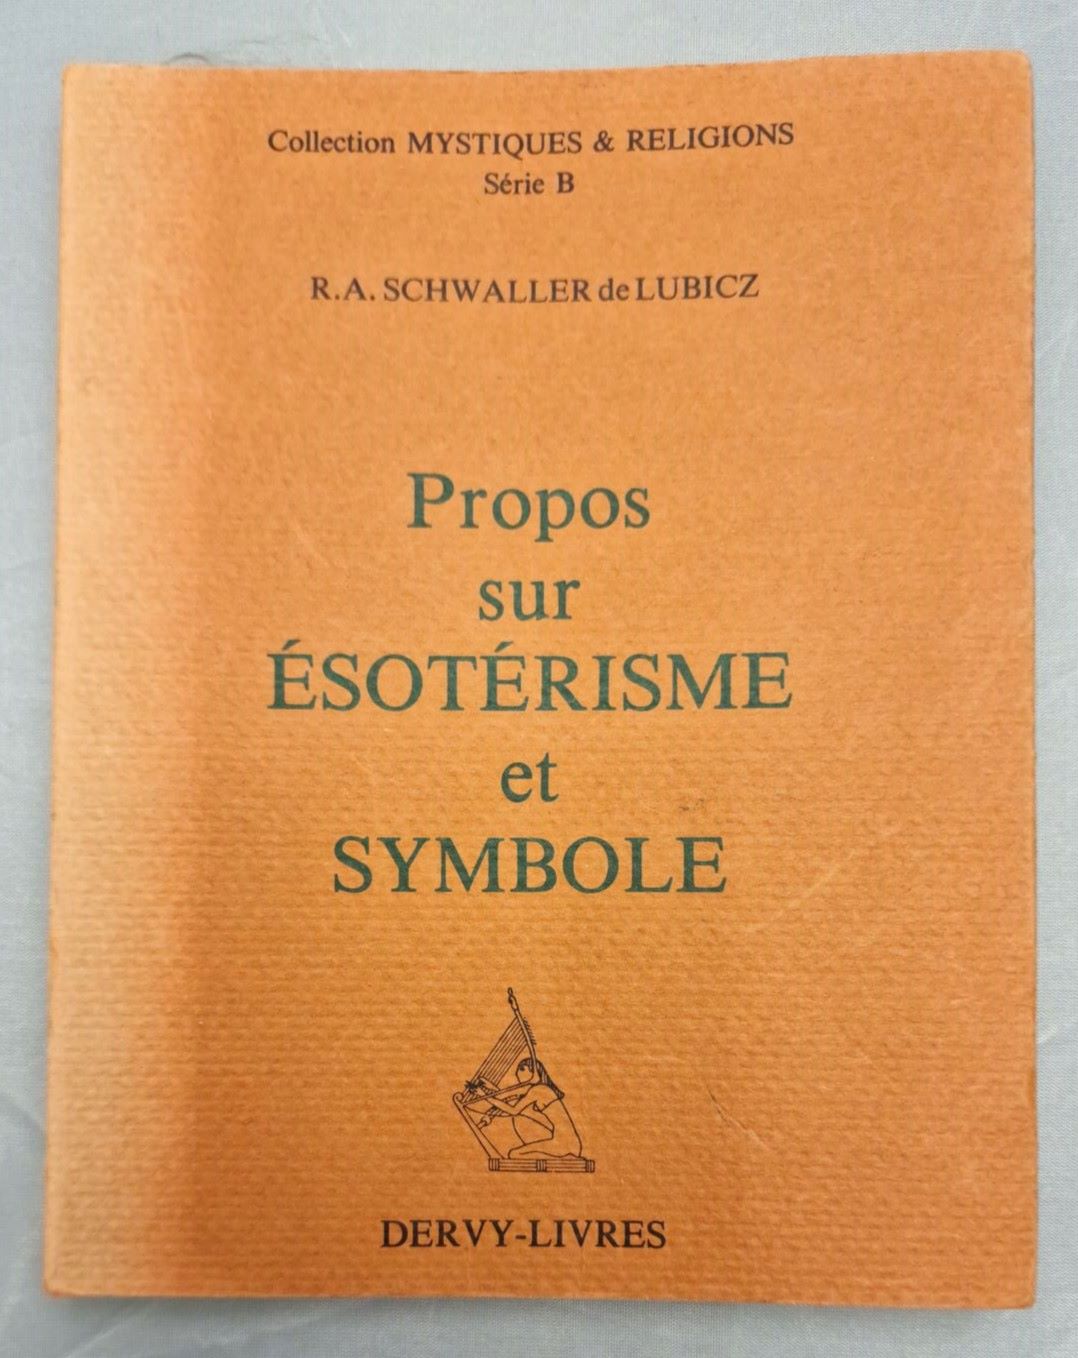 Collection MYSTIQUES & RELIGIONS
Série B
R.A. SCHWALLER de LUBICZ
Propos
sur
ÉSOTÉRISME
et
SYMBOLE
DERVY-LIVRES